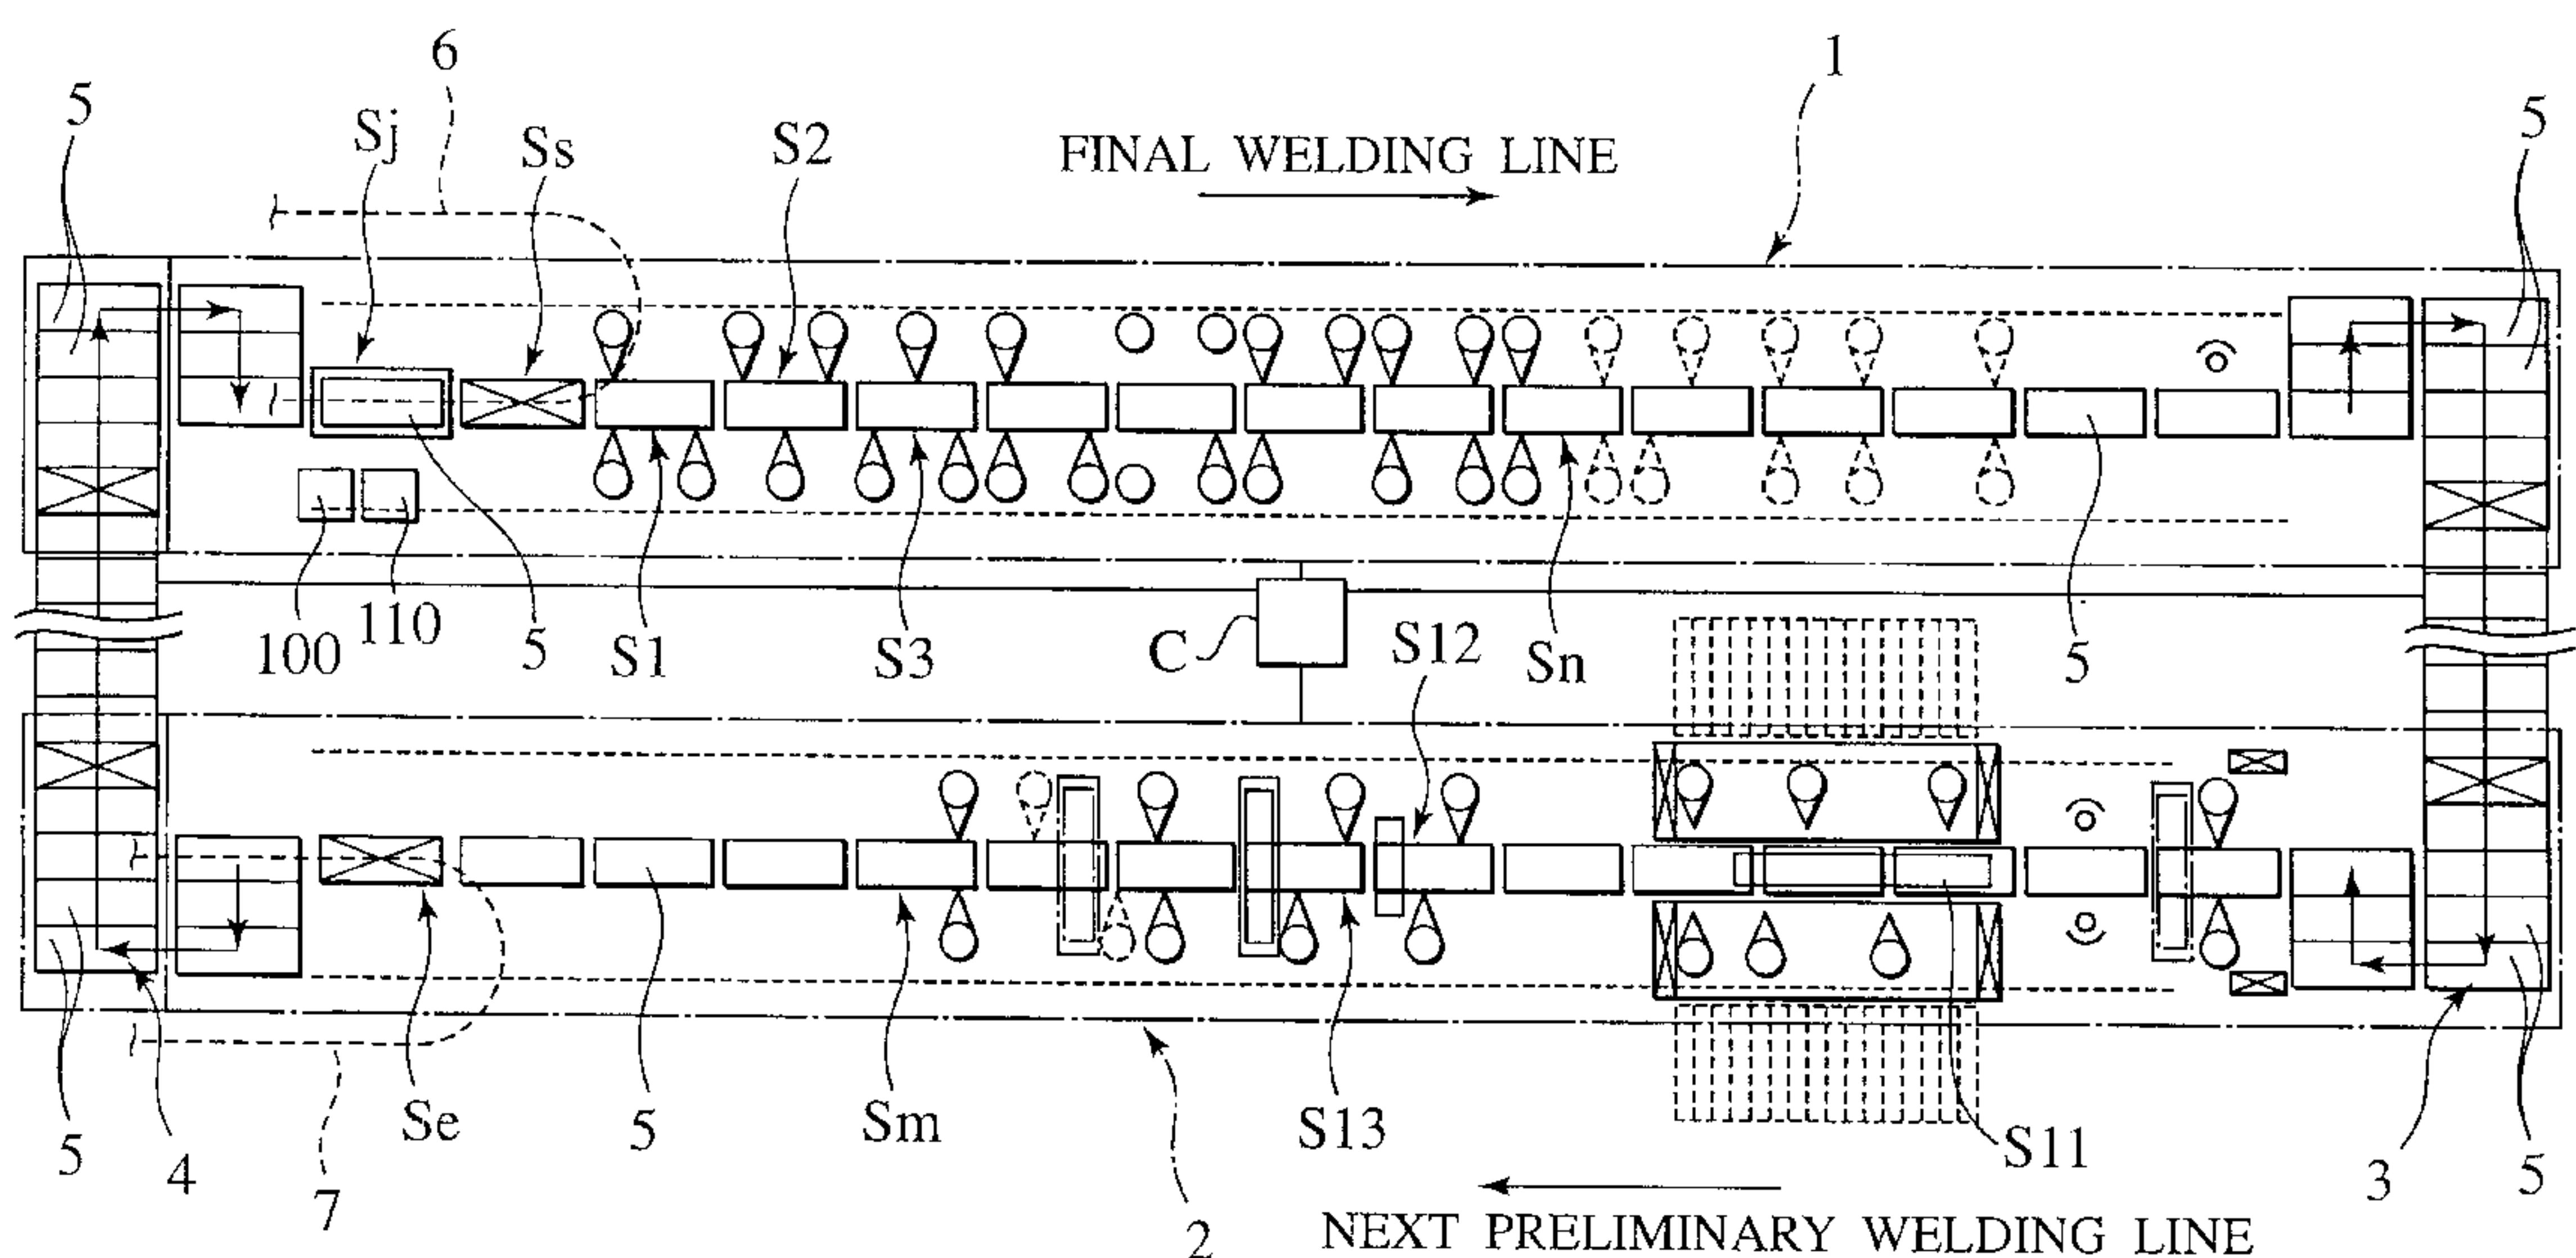 6
1
5
Sj
Ss
S2
FINAL WELDING LINE
5
100
110
5
S1
S3
C
S12
Sn
5
5
4
7
Se
5
Sm
2
S13
S11
3
5
NEXT PRELIMINARY WELDING LINE